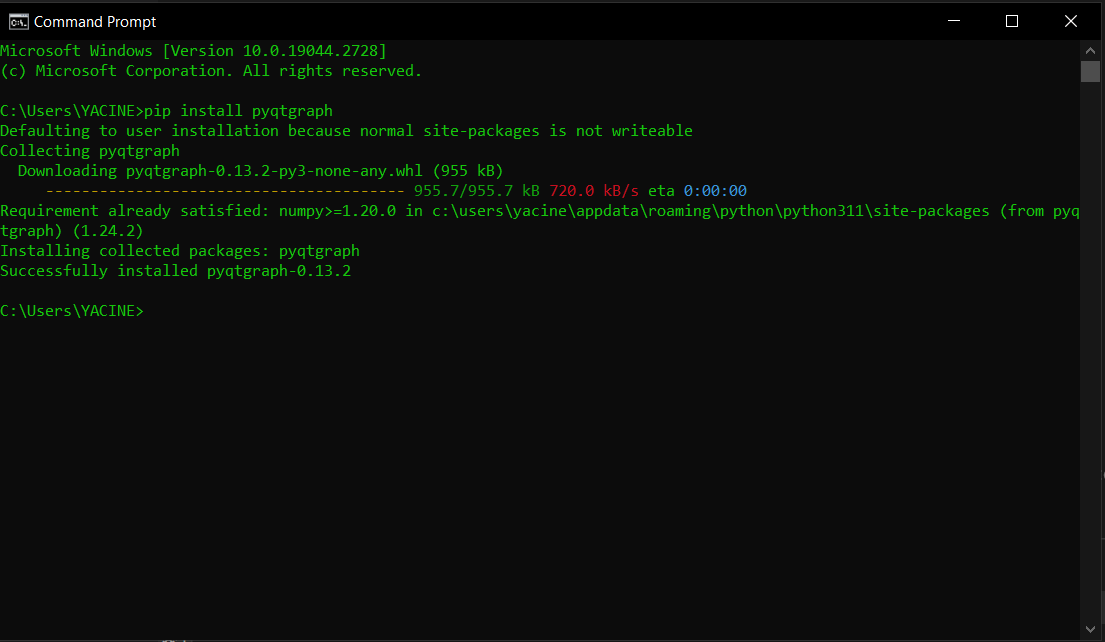 Command Prompt
Microsoft Windows [Version 10.0.19044.2728]
(c) Microsoft Corporation. All rights reserved.
C:\Users\YACINE>pip install pyqtgraph
Defaulting to user installation because normal site-packages is not writeable
Collecting pyqtgraph
  Downloading pyqtgraph-0.13.2-py3-none-any.whl (955 kB)
     ---------------------------------------- 955.7/955.7 kB 720.0 kB/s eta 0:00:00
Requirement already satisfied: numpy>=1.20.0 in c:\users\yacine\appdata\roaming\python\python311\site-packages (from pyq
tgraph) (1.24.2)
Installing collected packages: pyqtgraph
Successfully installed pyqtgraph-0.13.2
C:\Users\YACINE>